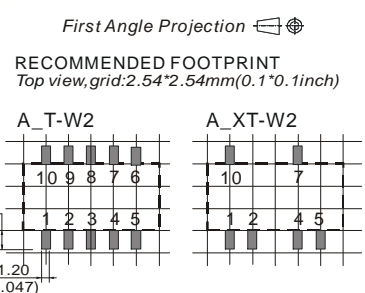 First Angle Projection
RECOMMENDED FOOTPRINT
Top view,grid:2.54*2.54mm(0.1*0.1inch)
A_T-W2
A_XT-W2
10 9 8 7 6
10 7
1 2 3 4 5
1 2 4 5
1.20
.047)